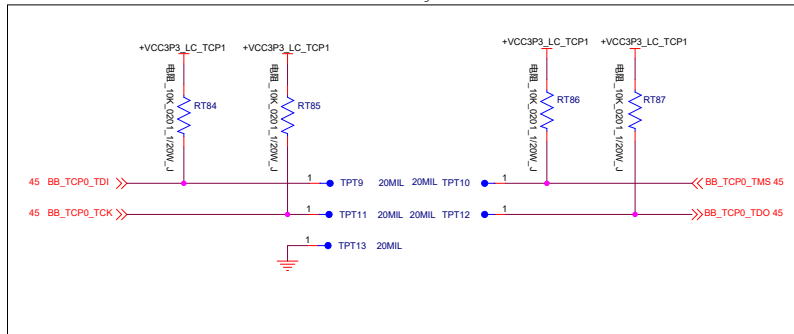 +VCC3P3_LC_TCP1
+VCC3P3_LC_TCP1
+VCC3P3_LC_TCP1
+VCC3P3_LC_TCP1
电阻_10K_0201_1/20W_J
RT84
电阻_10K_0201_1/20W_J
RT85
电阻_10K_0201_1/20W_J
RT86
电阻_10K_0201_1/20W_J
RT87
45 BB_TCP0_TDI
1
TPT9 20MIL
20MIL TPT10
1
BB_TCP0_TMS 45
45 BB_TCP0_TCK
1
TPT11 20MIL
20MIL TPT12
1
BB_TCP0_TDO 45
1
TPT13 20MIL